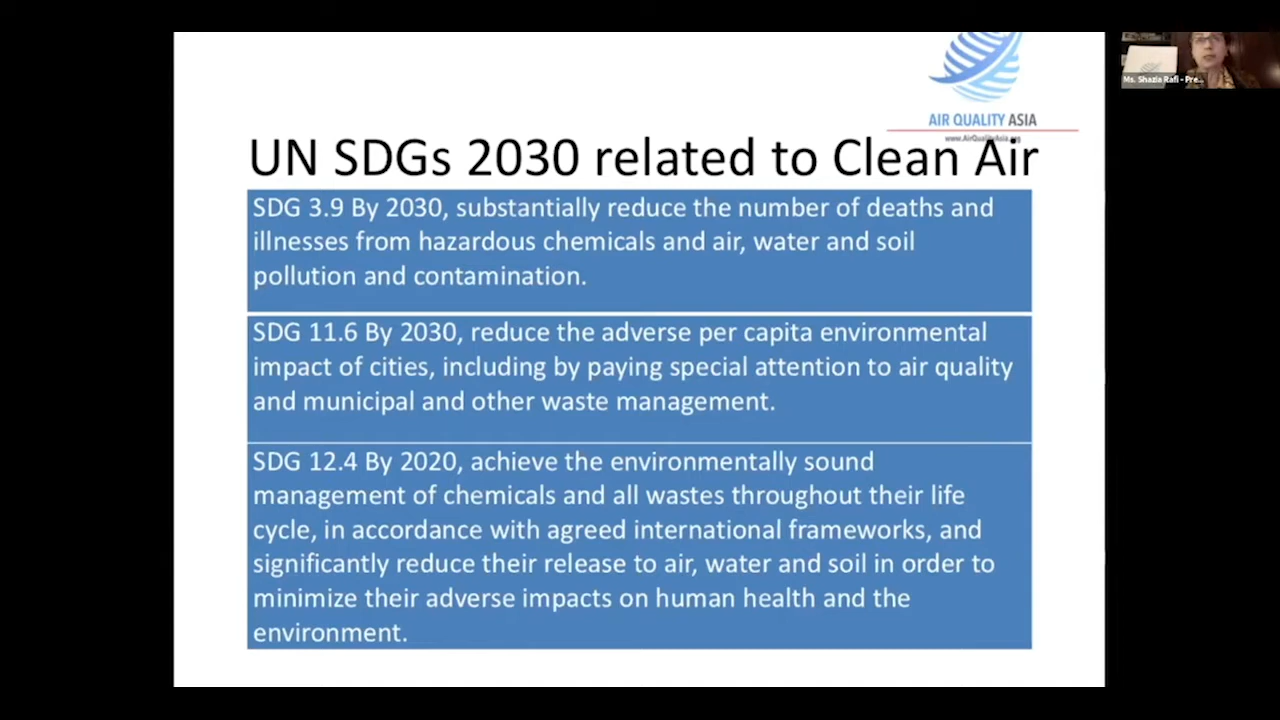 AIR QUALITY ASIA
www.AirQualityAsia.org
Ms. Shazia Rafi - Pre...
UN SDGs 2030 related to Clean Air
SDG 3.9 By 2030, substantially reduce the number of deaths and
illnesses from hazardous chemicals and air, water and soil
pollution and contamination.
SDG 11.6 By 2030, reduce the adverse per capita environmental
impact of cities, including by paying special attention to air quality
and municipal and other waste management.
SDG 12.4 By 2020, achieve the environmentally sound
management of chemicals and all wastes throughout their life
cycle, in accordance with agreed international frameworks, and
significantly reduce their release to air, water and soil in order to
minimize their adverse impacts on human health and the
environment.